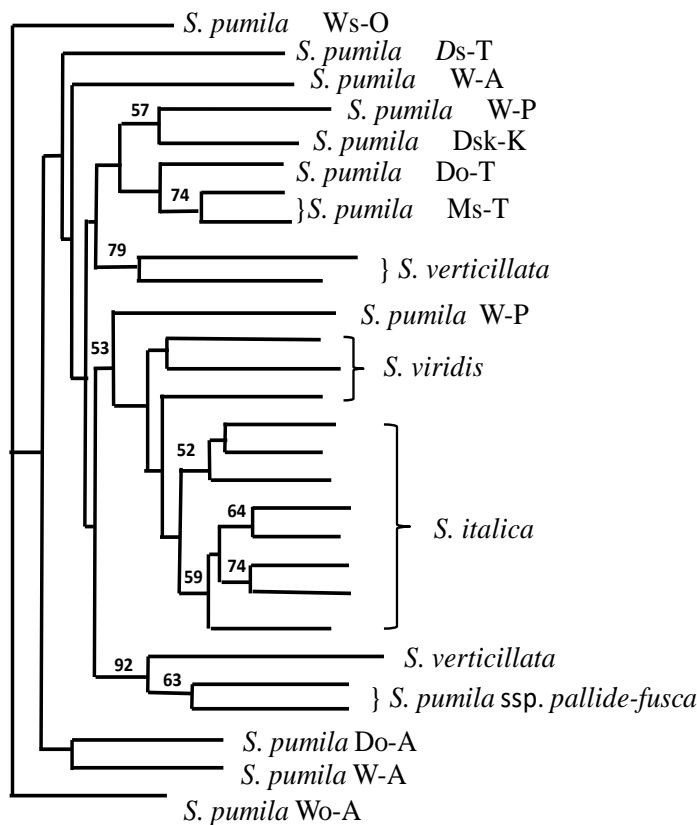 S. pumila Ws-O
S. pumila Ds-T
S. pumila W-A
57
S. pumila W-P
S. pumila Dsk-K
S. pumila Do-T
74
}S. pumila Ms-T
79
} S. verticillata
S. pumila W-P
53
S. viridis
52
64
S. italica
74
59
S. verticillata
92
63
} S. pumila ssp. pallide-fusca
S. pumila Do-A
S. pumila W-A
S. pumila Wo-A